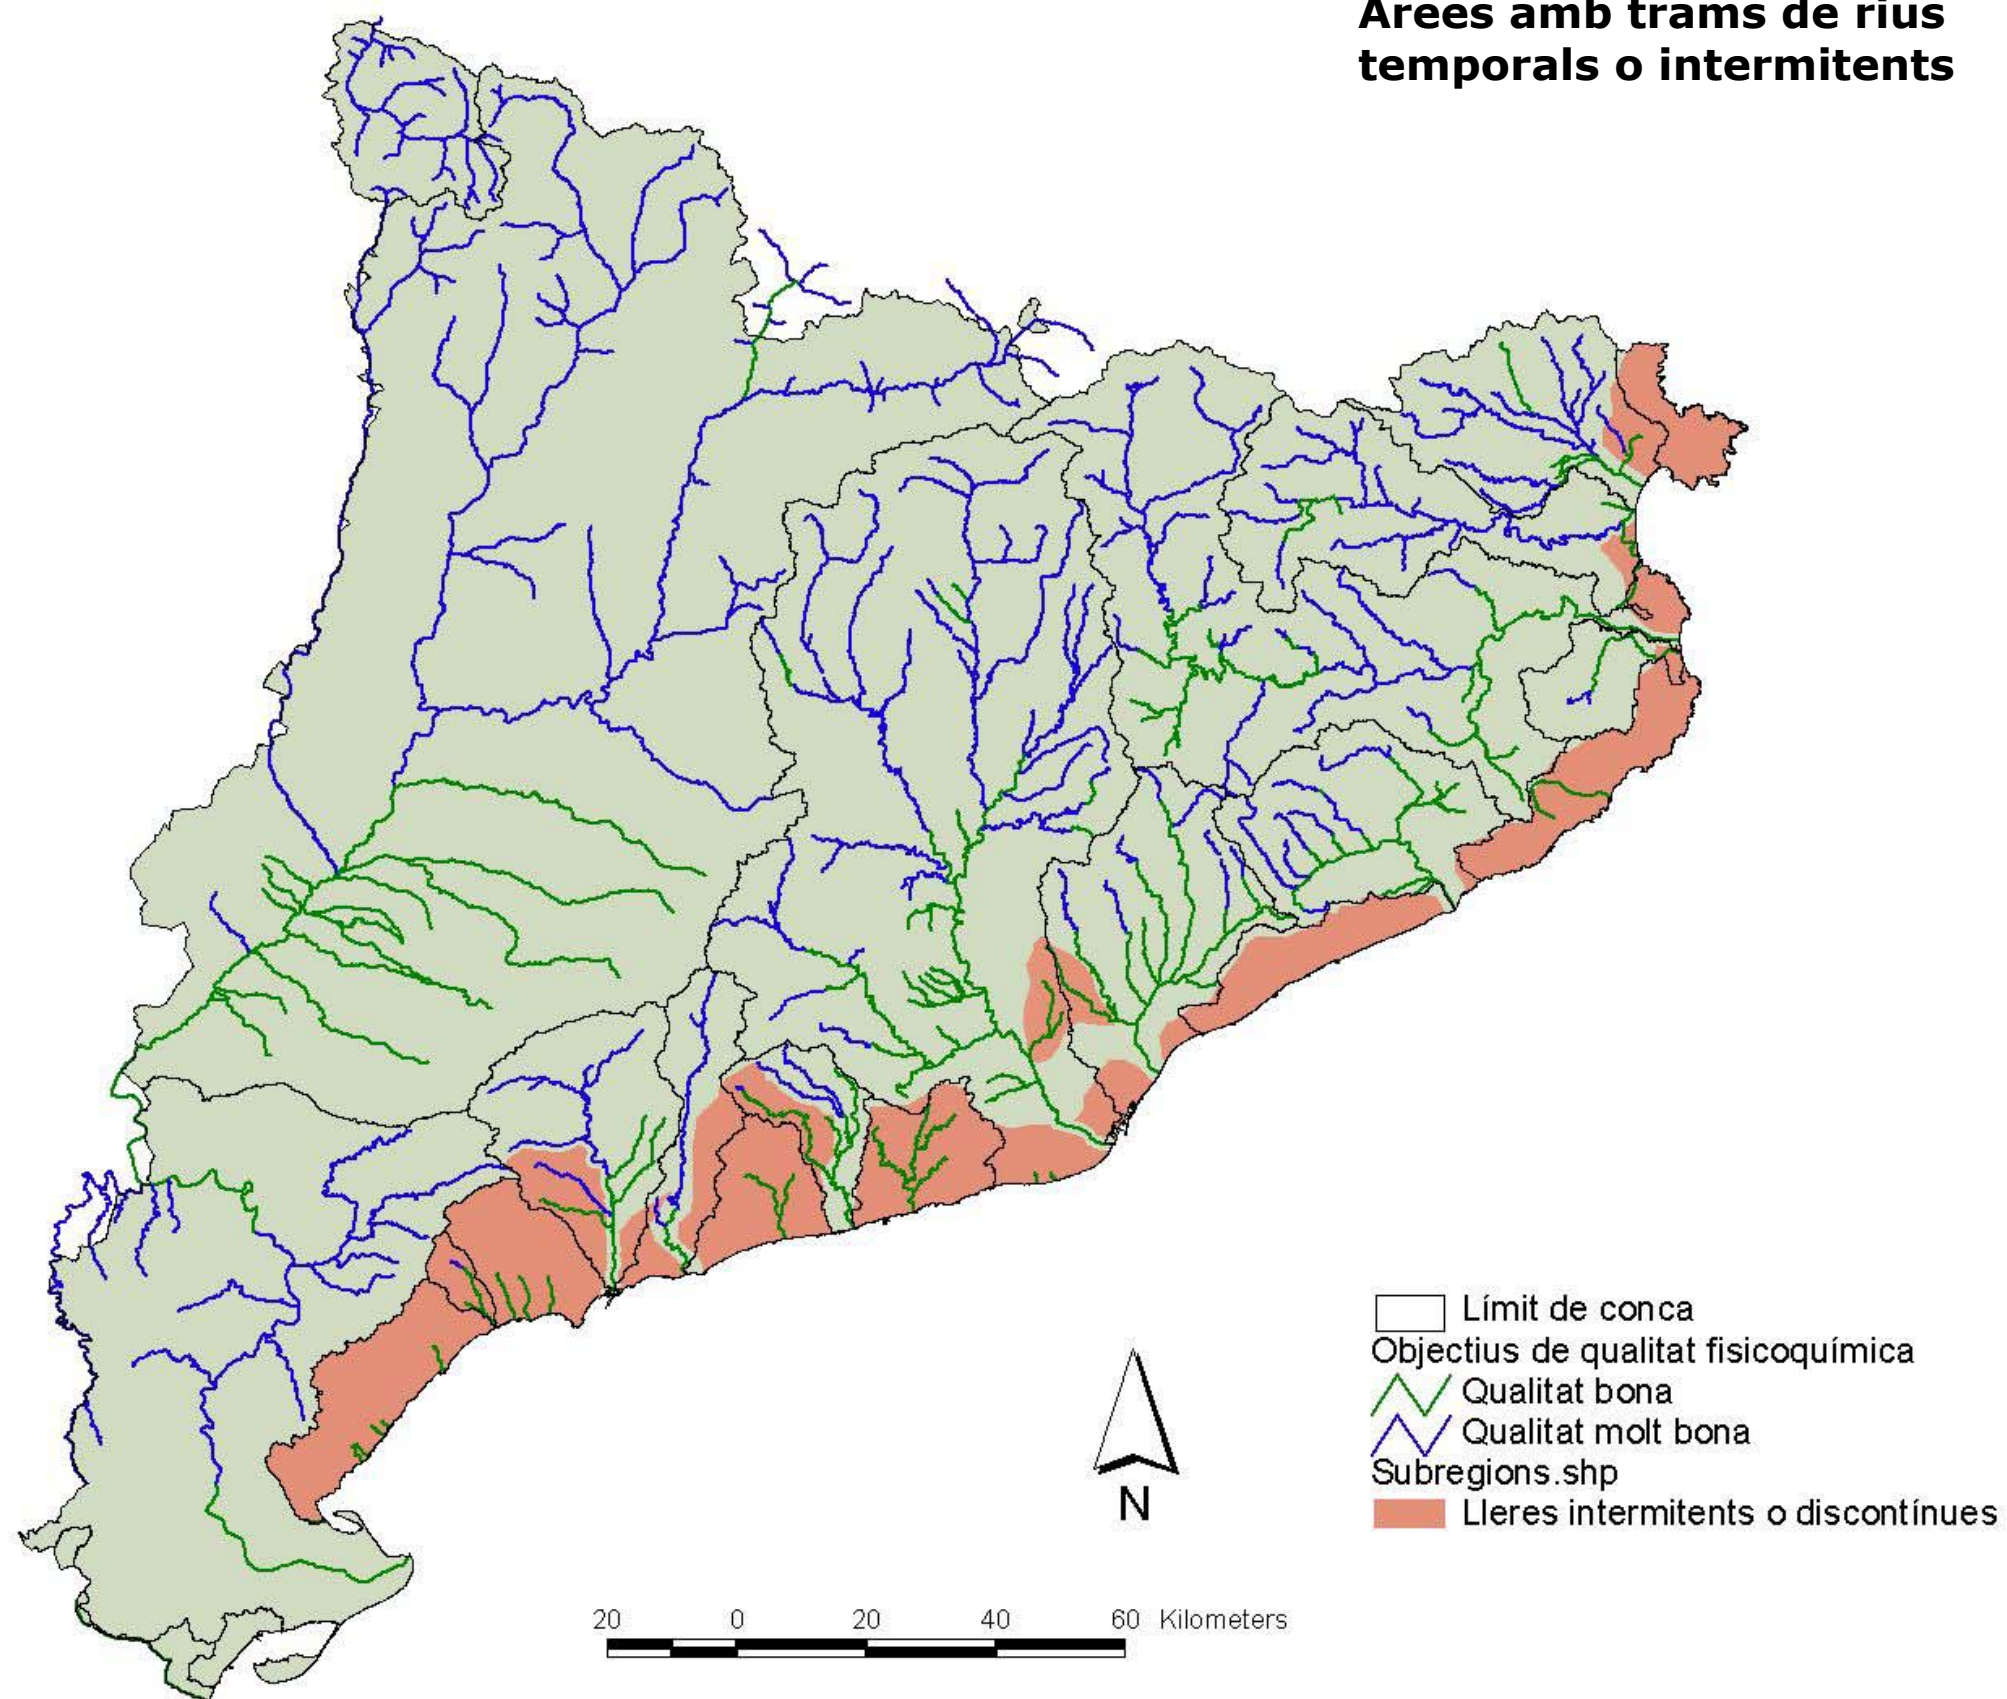 Àrees amb trams de rius
temporals o intermitents
Límit de conca
Objectius de qualitat fisicoquímica
Qualitat bona
Qualitat molt bona
Subregions.shp
Lleres intermitents o discontínues
N
20 0 20 40 60 Kilometers